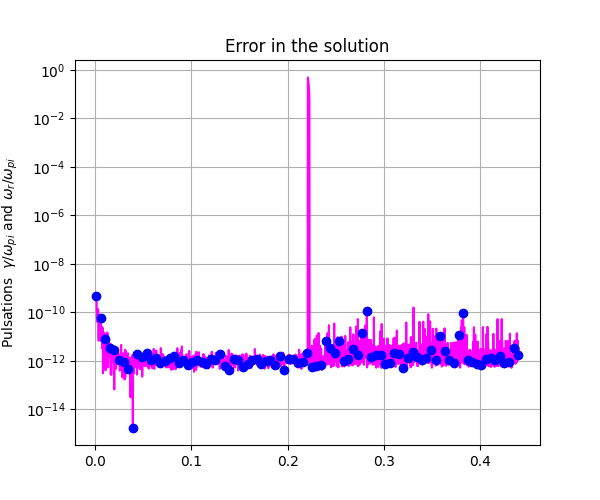 Error in the solution
Pulsations γ/ω_pi and ω_r/ω_pi
10^0
10^−2
10^−4
10^−6
10^−8
10^−10
10^−12
10^−14
0.0 0.1 0.2 0.3 0.4